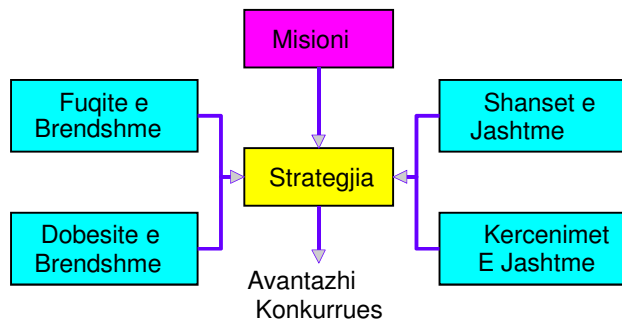 Misioni
Fuqite e
Brendshme
Shanset e
Jashtme
Strategjia
Dobesite e
Brendshme
Kercenimet
E Jashtme
Avantazhi
Konkurrues